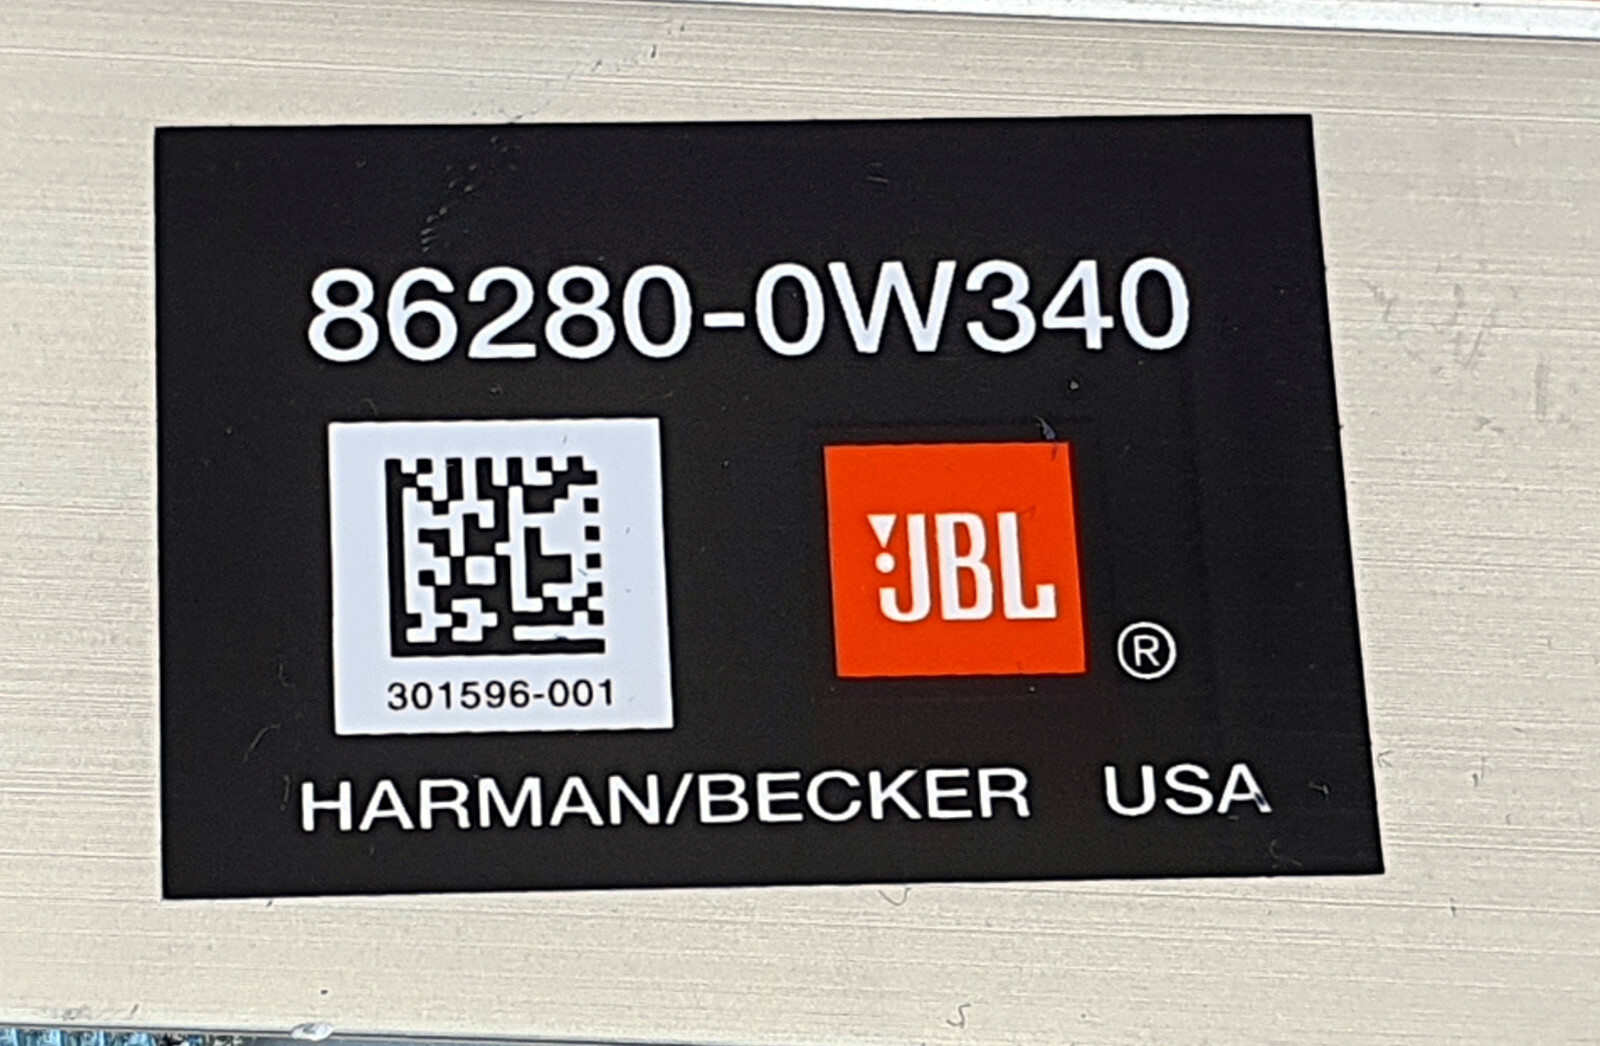 86280-0W340
JBL
®
301596-001
HARMAN/BECKER USA